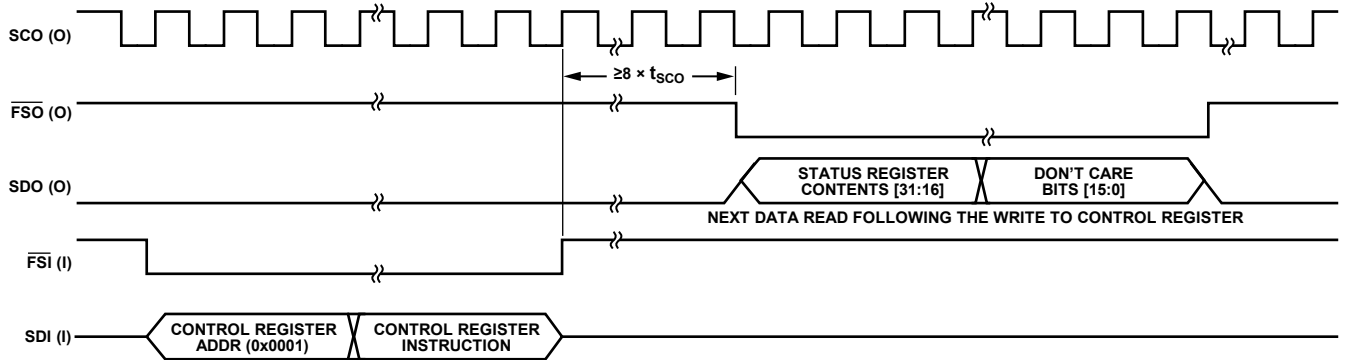 SCO (O)
≥8 × tSCO
FSO (O)
SDO (O)
STATUS REGISTER
CONTENTS [31:16]
DON'T CARE
BITS [15:0]
NEXT DATA READ FOLLOWING THE WRITE TO CONTROL REGISTER
FSI (I)
SDI (I)
CONTROL REGISTER
ADDR (0x0001)
CONTROL REGISTER
INSTRUCTION